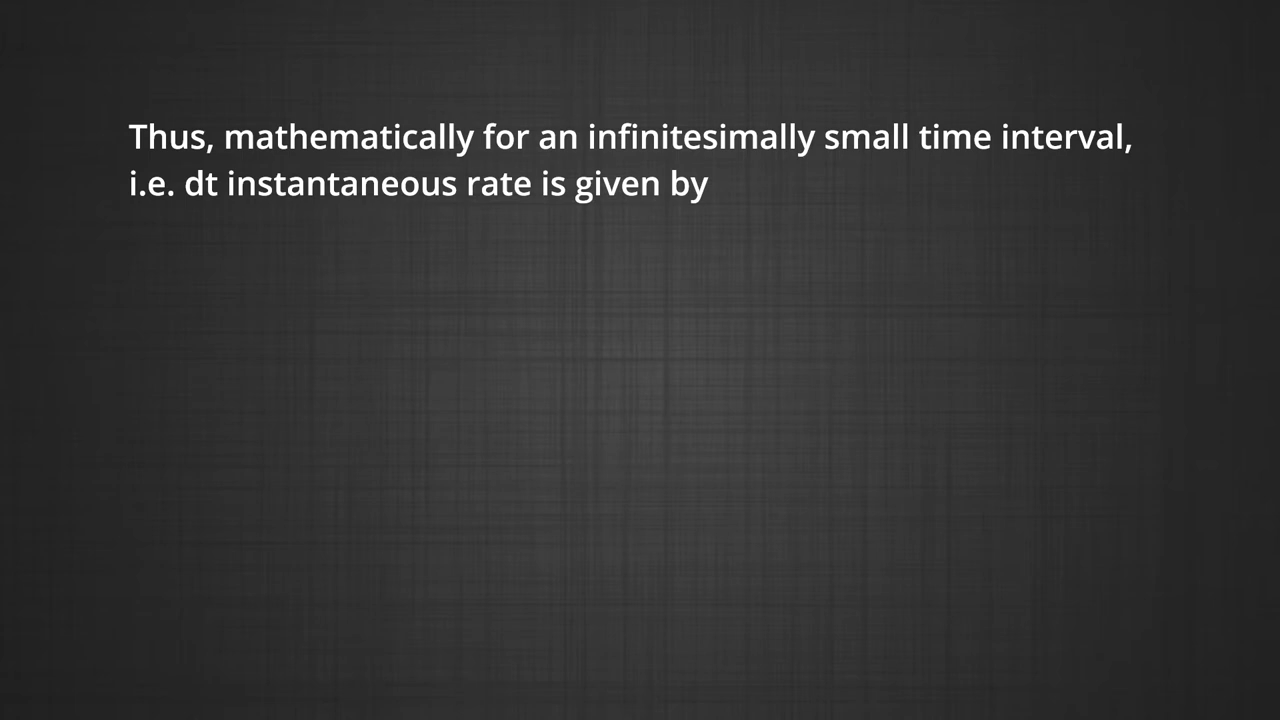 Thus, mathematically for an infinitesimally small time interval,
i.e. dt instantaneous rate is given by